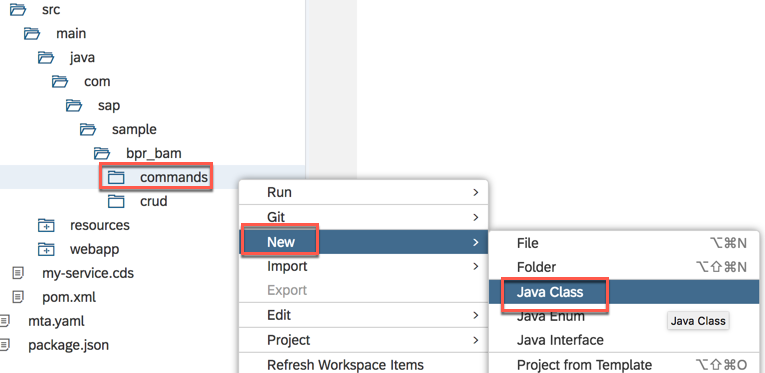 src
main
java
com
sap
sample
bpr_bam
commands
crud
resources
webapp
my-service.cds
pom.xml
mta.yaml
package.json
Run
Git
New
Import
Export
Edit
Project
Refresh Workspace Items
File ⌥⌘N
Folder ⌥⇧⌘N
Java Class
Java Enum
Java Class
Java Interface
Project from Template ⌥⇧⌘O